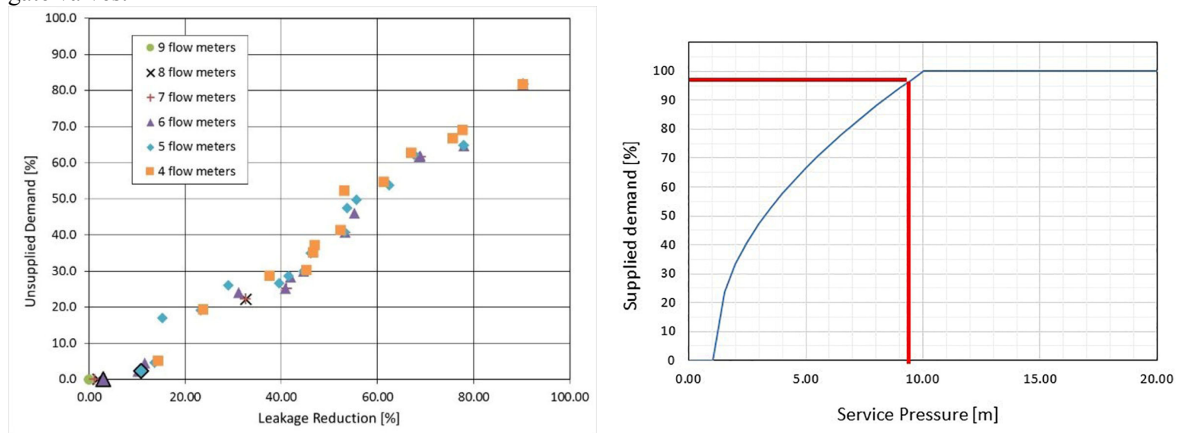 gate valves.
100.0
90.0
80.0
70.0
60.0
50.0
40.0
30.0
20.0
10.0
0.0
Unsupplied Demand [%]
9 flow meters
8 flow meters
7 flow meters
6 flow meters
5 flow meters
4 flow meters
0.00 20.00 40.00 60.00 80.00 100.00
Leakage Reduction [%]
100
90
80
70
60
50
40
30
20
10
0
Supplied demand [%]
0.00 5.00 10.00 15.00 20.00
Service Pressure [m]